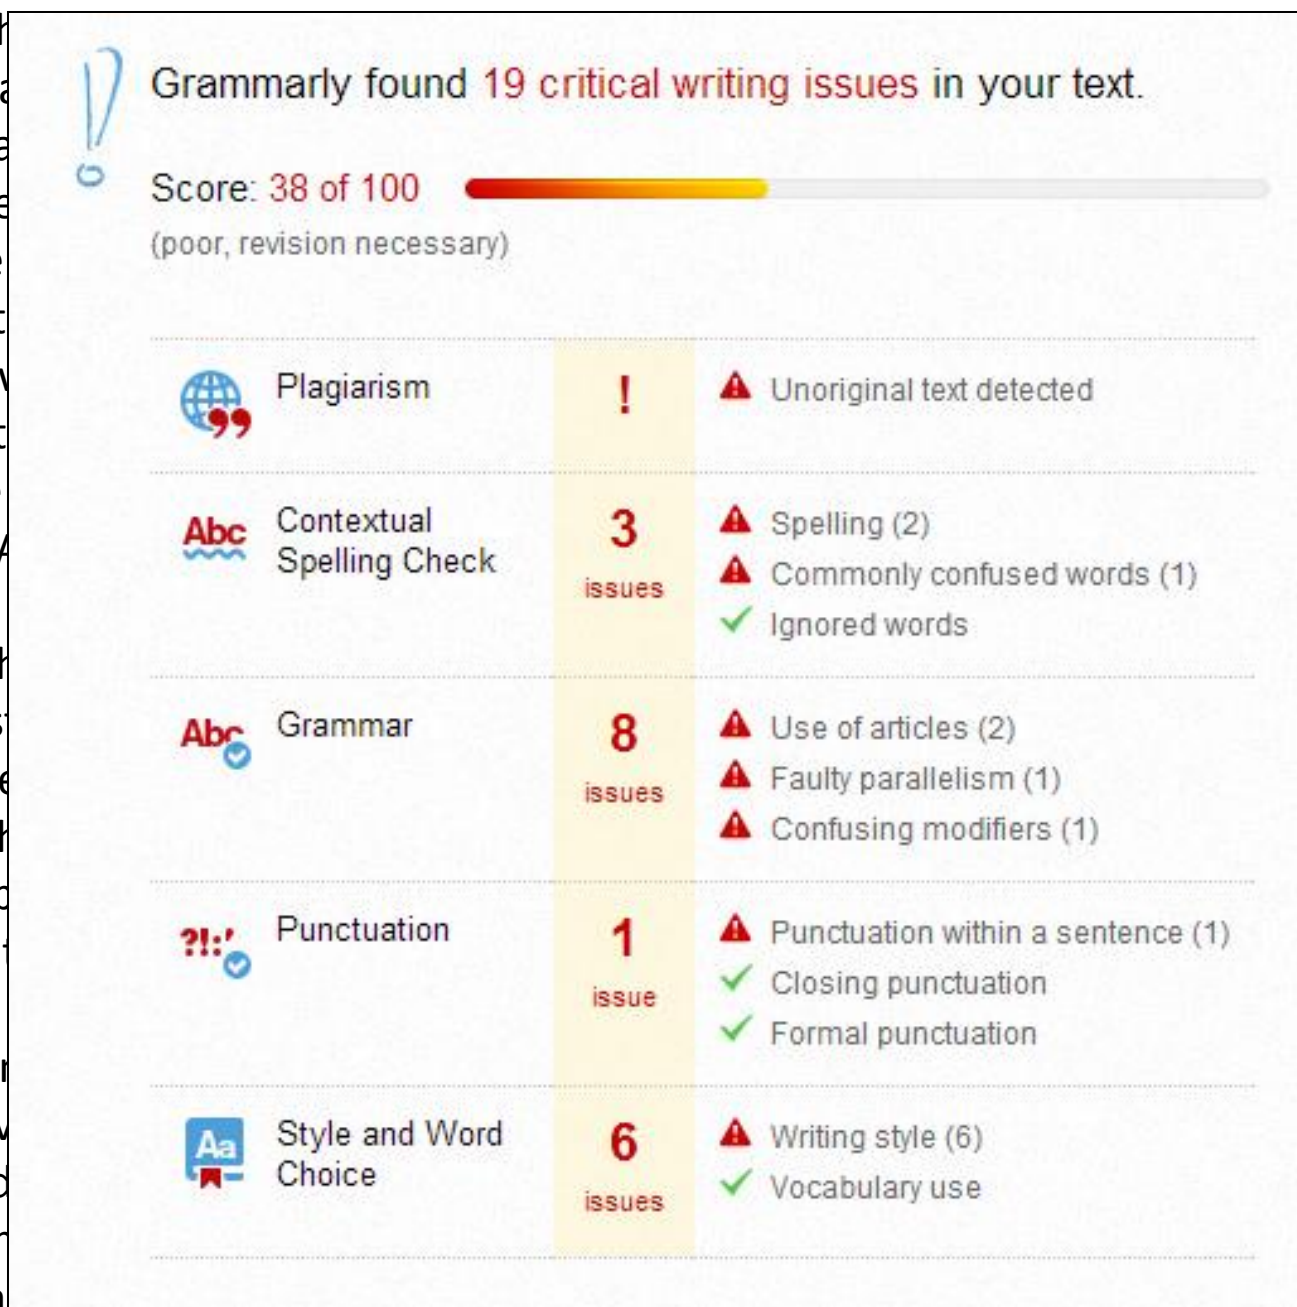 Grammarly found 19 critical writing issues in your text.
Score: 38 of 100
(poor, revision necessary)
Plagiarism
!
Unoriginal text detected
Abc
Contextual
Spelling Check
3
issues
Spelling (2)
Commonly confused words (1)
Ignored words
Abc
Grammar
8
issues
Use of articles (2)
Faulty parallelism (1)
Confusing modifiers (1)
?!:'
Punctuation
1
issue
Punctuation within a sentence (1)
Closing punctuation
Formal punctuation
Aa
Style and Word
Choice
6
issues
Writing style (6)
Vocabulary use